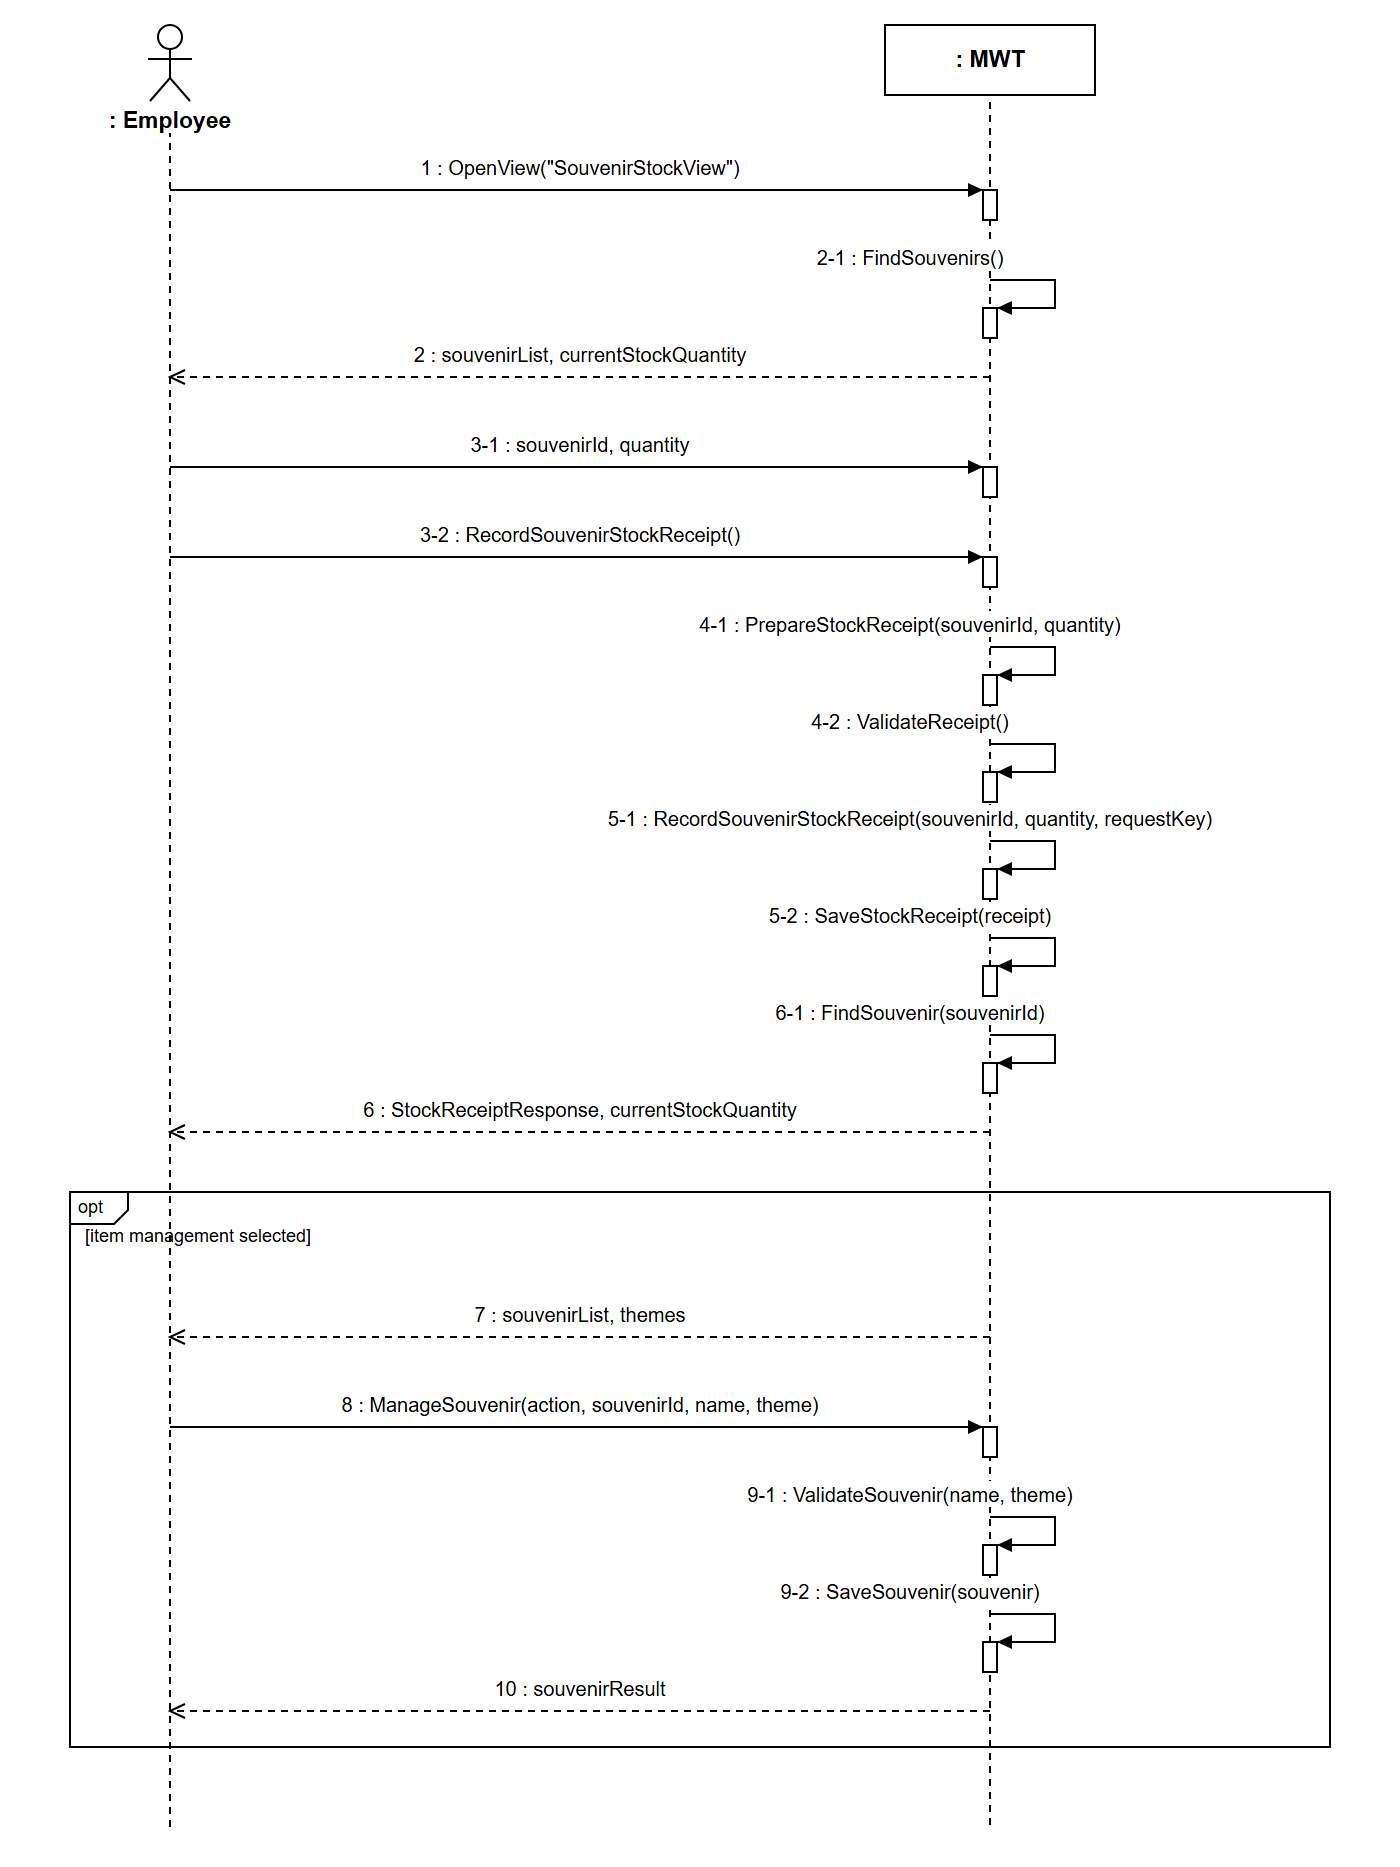 : Employee
: MWT
1 : OpenView("SouvenirStockView")
2-1 : FindSouvenirs()
2 : souvenirList, currentStockQuantity
3-1 : souvenirId, quantity
3-2 : RecordSouvenirStockReceipt()
4-1 : PrepareStockReceipt(souvenirId, quantity)
4-2 : ValidateReceipt()
5-1 : RecordSouvenirStockReceipt(souvenirId, quantity, requestKey)
5-2 : SaveStockReceipt(receipt)
6-1 : FindSouvenir(souvenirId)
6 : StockReceiptResponse, currentStockQuantity
opt
[item management selected]
7 : souvenirList, themes
8 : ManageSouvenir(action, souvenirId, name, theme)
9-1 : ValidateSouvenir(name, theme)
9-2 : SaveSouvenir(souvenir)
10 : souvenirResult